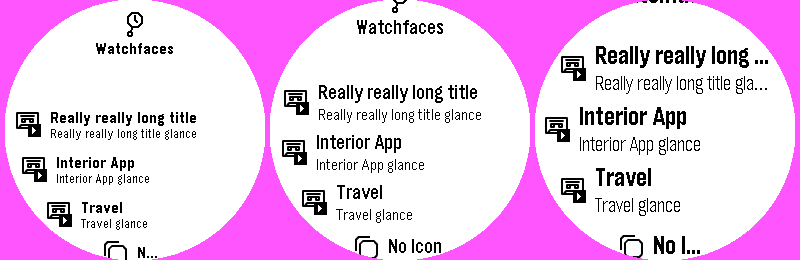 Watchfaces
Really really long title
Really really long title glance
Interior App
Interior App glance
Travel
Travel glance
N...
Watchfaces
Really really long title
Really really long title glance
Interior App
Interior App glance
Travel
Travel glance
No Icon
Really really long ...
Really really long title gla...
Interior App
Interior App glance
Travel
Travel glance
No I...